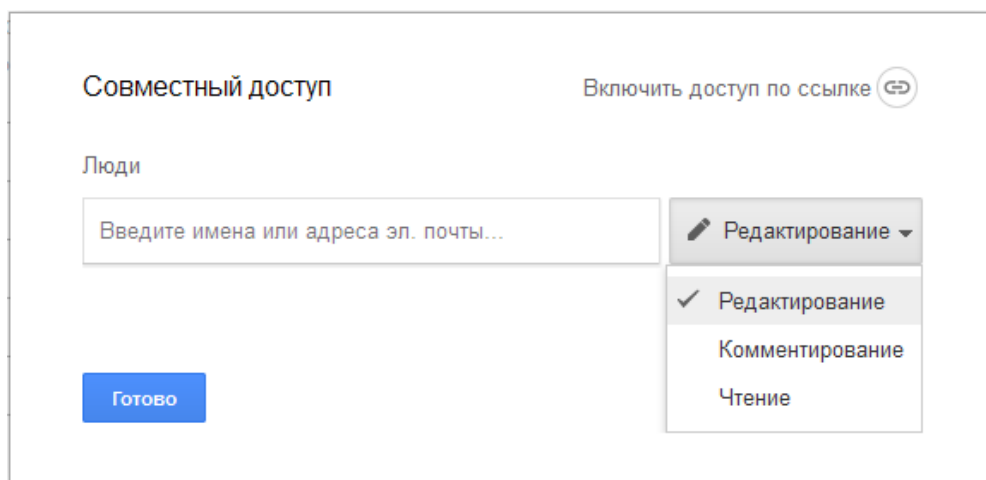 Совместный доступ
Включить доступ по ссылке
Люди
Введите имена или адреса эл. почты...
Редактирование
Редактирование
Комментирование
Чтение
Готово